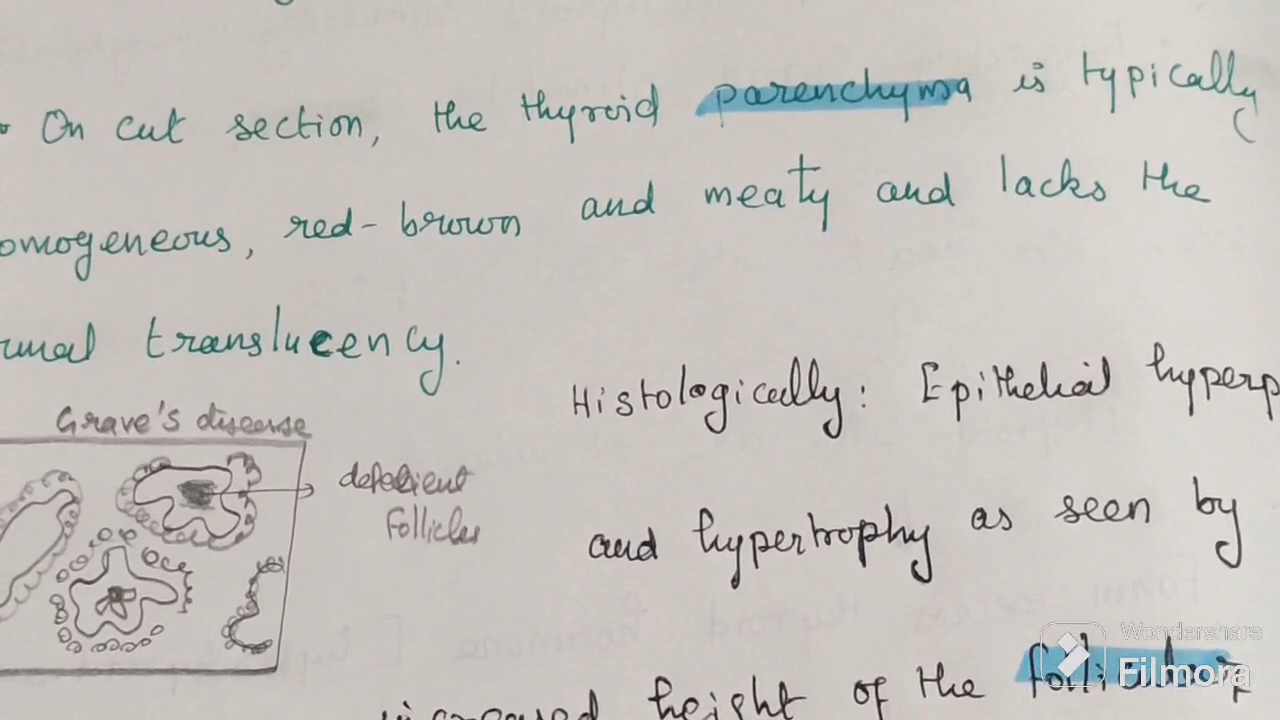 On cut section, the thyroid parenchyma is typically
omogeneous, red-brown and meaty and lacks the
rmal translucency.
Grave's disease
deficient
follicles
Histologically: Epithelial hyperp
and hypertrophy as seen by
increased height of the follicular
Wondershare
Filmora